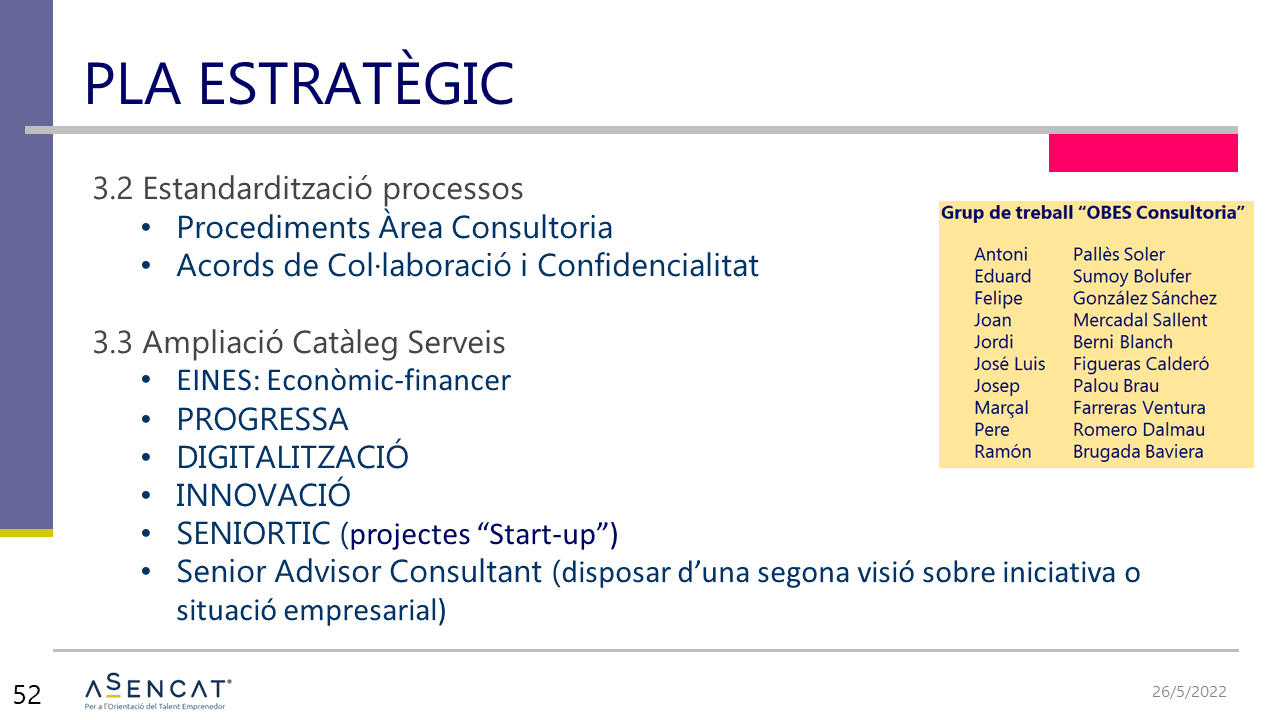 PLA ESTRATÈGIC
3.2 Estandardització processos
• Procediments Àrea Consultoria
• Acords de Col·laboració i Confidencialitat
3.3 Ampliació Catàleg Serveis
• EINES: Econòmic-financer
• PROGRESSA
• DIGITALITZACIÓ
• INNOVACIÓ
• SENIORTIC (projectes “Start-up”)
• Senior Advisor Consultant (disposar d’una segona visió sobre iniciativa o
situació empresarial)
Grup de treball “OBES Consultoria”
Antoni Pallès Soler
Eduard Sumoy Bolufer
Felipe González Sánchez
Joan Mercadal Sallent
Jordi Berni Blanch
José Luis Figueras Calderó
Josep Palou Brau
Marçal Farreras Ventura
Pere Romero Dalmau
Ramón Brugada Baviera
52
ASENCAT®
Per a l'Orientació del Talent Emprenedor
26/5/2022